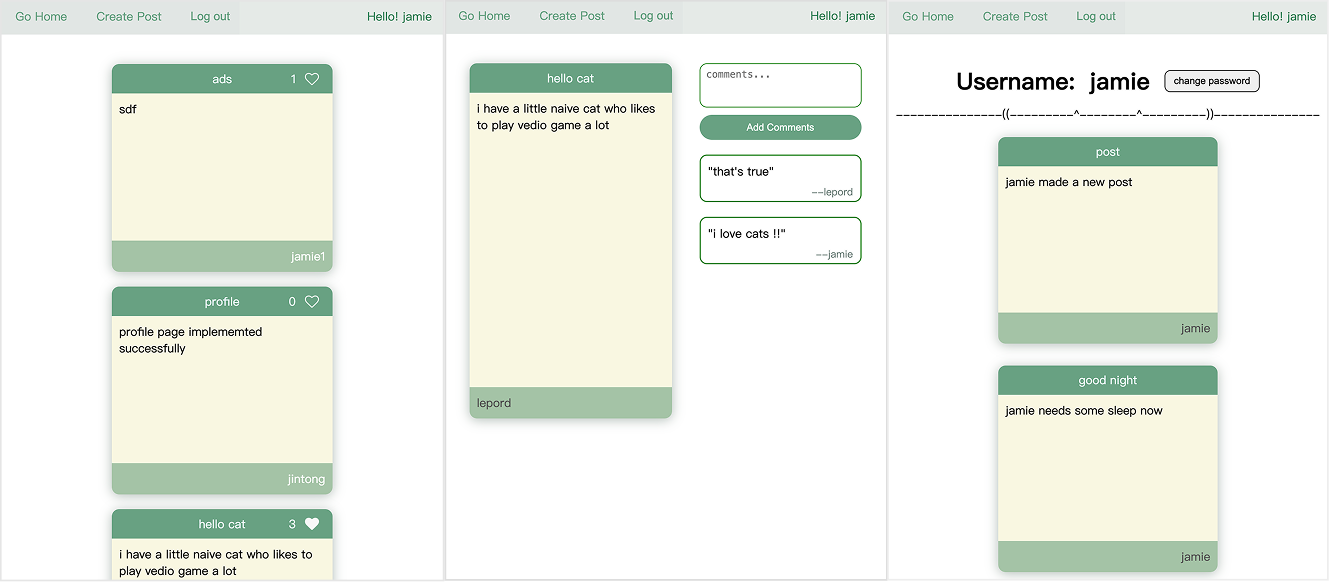 Go Home Create Post Log out Hello! jamie
ads 1
sdf
jamie1
profile 0
profile page implememted
successfully
jintong
hello cat 3
i have a little naive cat who likes to
play vedio game a lot
Go Home Create Post Log out Hello! jamie
hello cat
i have a little naive cat who likes
to play vedio game a lot
lepord
comments...
Add Comments
"that's true"
--lepord
"i love cats !!"
--jamie
Go Home Create Post Log out Hello! jamie
Username: jamie change password
---------------((---------^--------^---------))---------------
post
jamie made a new post
jamie
good night
jamie needs some sleep now
jamie